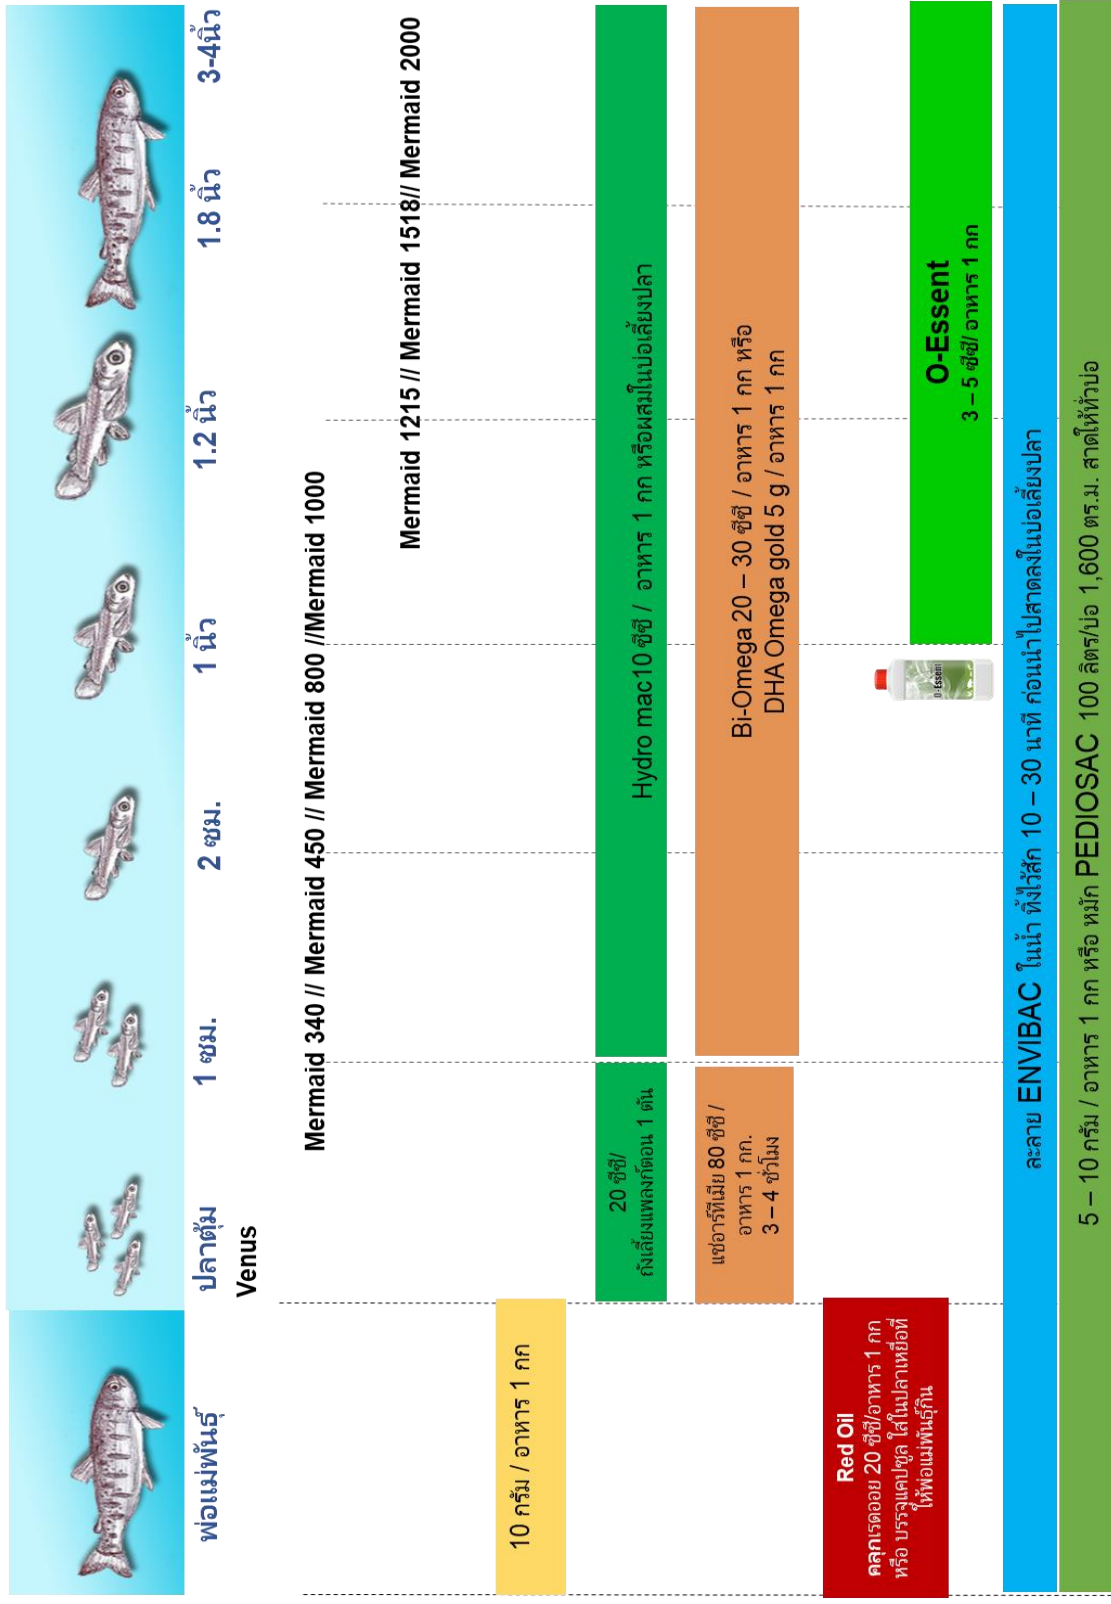 พ่อแม่พันธุ์
ปลาตุ้ม
1 ซม.
2 ซม.
1 นิ้ว
1.2 นิ้ว
1.8 นิ้ว
3-4นิ้ว
Venus
Mermaid 340 // Mermaid 450 // Mermaid 800 //Mermaid 1000
Mermaid 1215 // Mermaid 1518// Mermaid 2000
10 กรัม / อาหาร 1 กก
20 ซีซี/
ถังเลี้ยงแพลงก์ตอน 1 ตัน
Hydro mac10 ซีซี / อาหาร 1 กก หรือผสมในบ่อเลี้ยงปลา
แช่อาร์ทีเมีย 80 ซีซี /
อาหาร 1 กก.
3 – 4 ชั่วโมง
Bi-Omega 20 – 30 ซีซี / อาหาร 1 กก หรือ
DHA Omega gold 5 g / อาหาร 1 กก
Red Oil
คลุกเรดออย 20 ซีซี/อาหาร 1 กก
หรือ บรรจุแคปซูล ใส่ในปลาเหยื่อที่
ให้พ่อแม่พันธุ์กิน
O-Essent
O-Essent
3 – 5 ซีซี/ อาหาร 1 กก
ละลาย ENVIBAC ในน้ำ ทิ้งไว้สัก 10 – 30 นาที ก่อนนำไปสาดลงในบ่อเลี้ยงปลา
5 – 10 กรัม / อาหาร 1 กก หรือ หมัก PEDIOSAC 100 ลิตร/บ่อ 1,600 ตร.ม. สาดให้ทั่วบ่อ